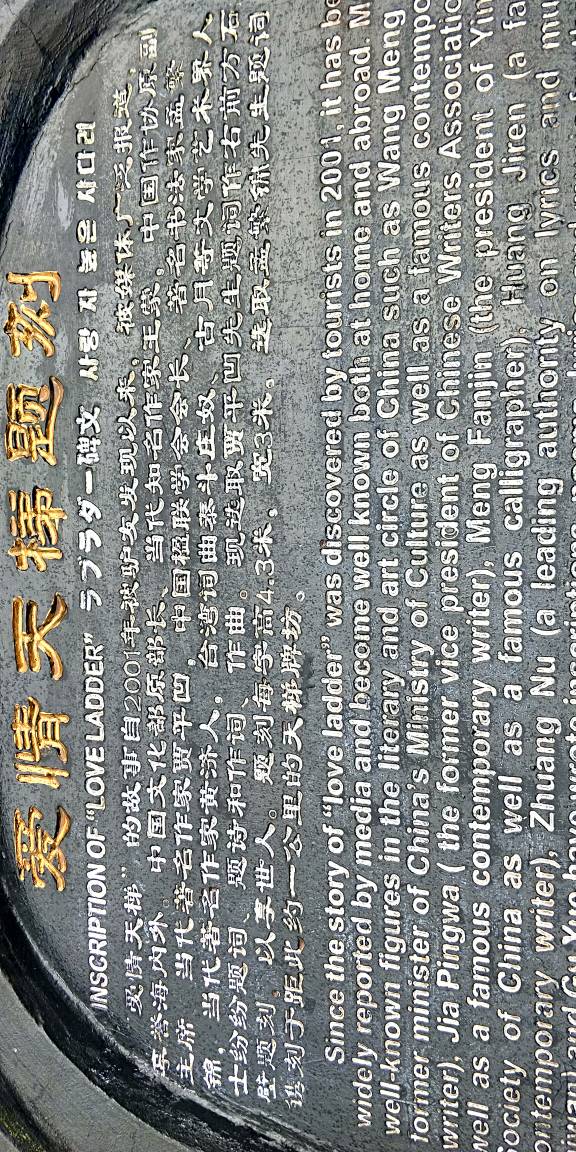 爱情天梯题刻
INSCRIPTION OF “LOVE LADDER” ラブラダー碑文 사랑 자 높은 사다리
爱情天梯”的故事自2001年被驴友发现以来，被媒体广泛报道，
享誉海内外。中国文化部原部长、当代知名作家王蒙，中国作协原副
主席、当代著名作家贾平凹，中国楹联学会会长、著名书法家孟繁
锦，当代著名作家黄济人，台湾词曲泰斗庄奴、古月等文学艺术界人
士纷纷题词、题诗和作词、作曲。现选取贾平凹先生题词作右前方石
壁题刻，以享世人。题刻每字高4.3米，宽3米。选取孟繁锦先生题词
镌刻于距此约一公里的天梯牌坊。
Since the story of “love ladder” was discovered by tourists in 2001, it has be
widely reported by media and become well known both at home and abroad. M
well-known figures in the literary and art circle of China such as Wang Meng
former minister of China's Ministry of Culture as well as a famous contempo
writer), Jia Pingwa ( the former vice president of Chinese Writers Associatio
well as a famous contemporary writer), Meng Fanjin (the president of Yin
Society of China as well as a famous calligrapher), Huang Jiren (a fa
ontemporary writer), Zhuang Nu (a leading authority on lyrics and mu
and Gu Yue have